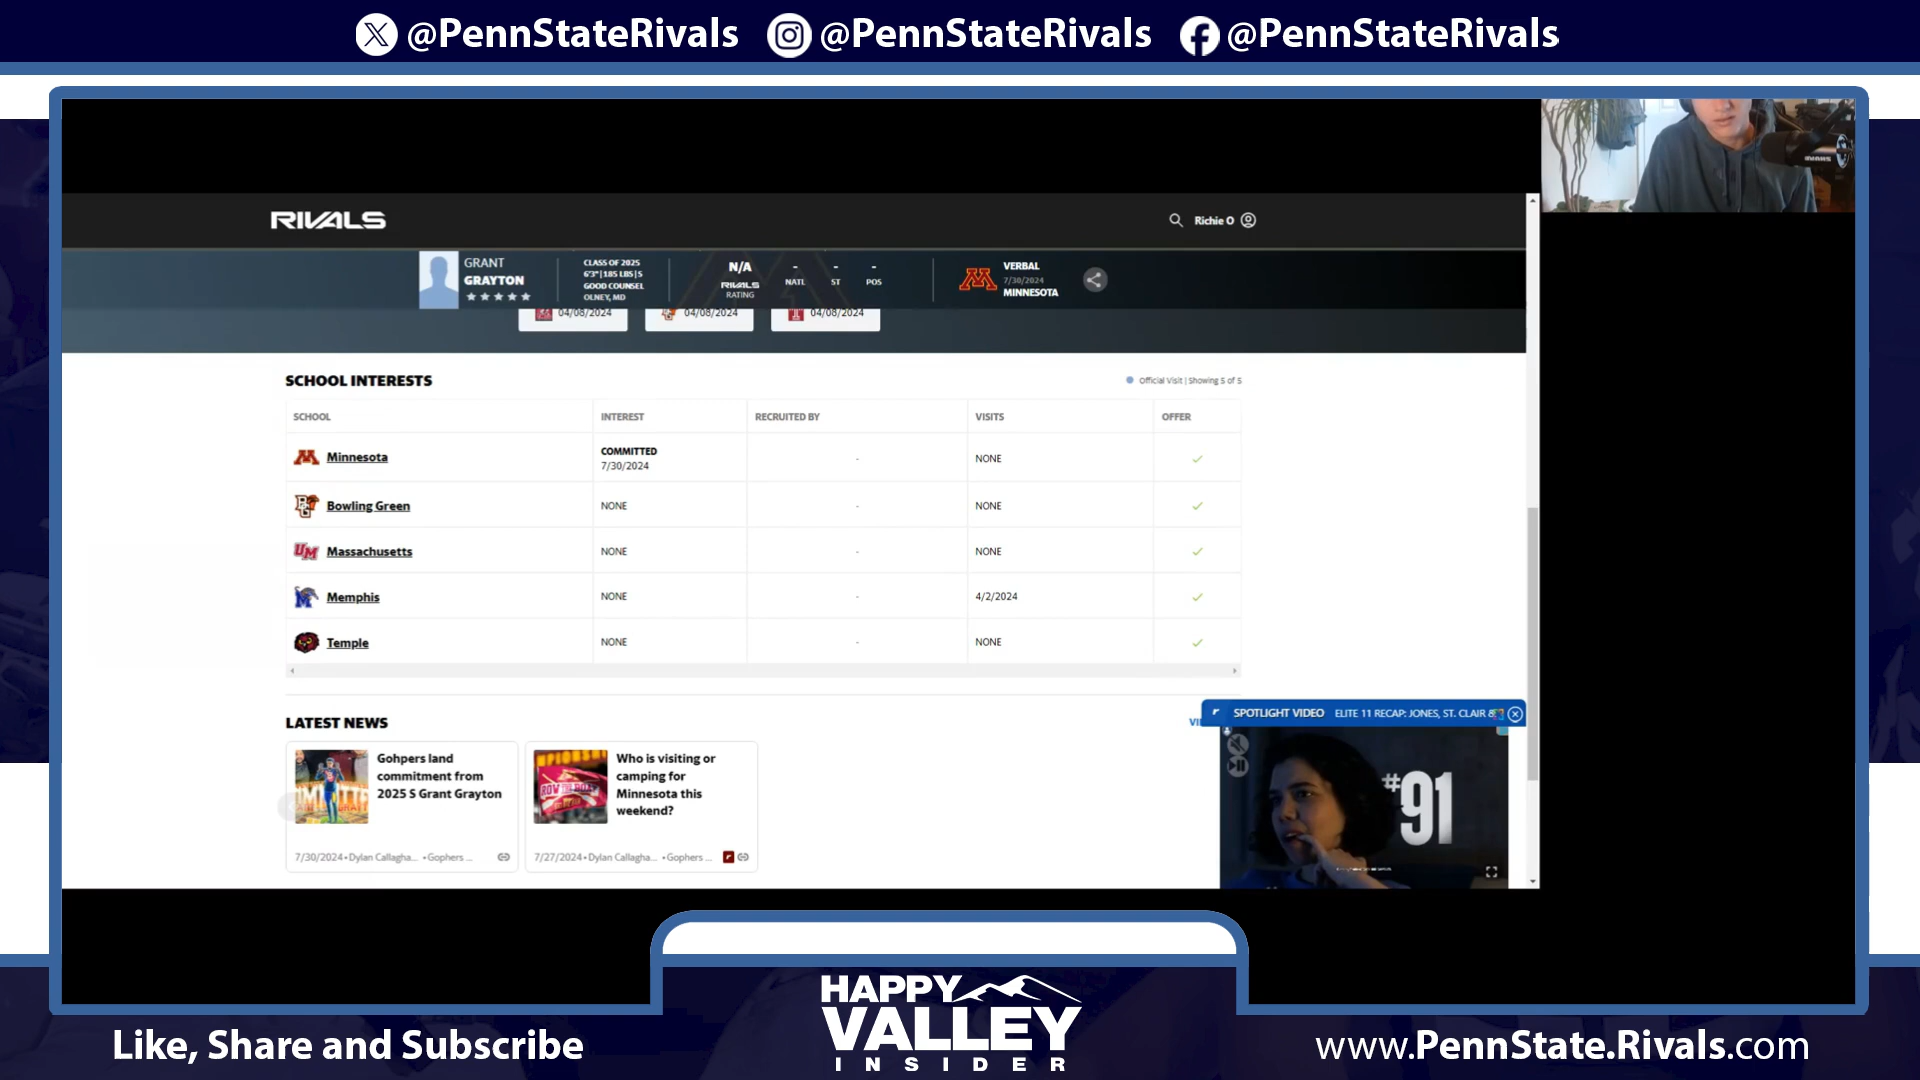 @PennStateRivals @PennStateRivals @PennStateRivals
RIVALS
Richie O
GRANT
GRAYTON
CLASS OF 2025
6'3" | 185 LBS | S
GOOD COUNSEL
OLNEY, MD
N/A
RIVALS
RATING
-
NATL
-
ST
-
POS
VERBAL
7/30/2024
MINNESOTA
04/08/2024 04/08/2024 04/08/2024
SCHOOL INTERESTS
Official Visit | Showing 5 of 5
SCHOOL INTEREST RECRUITED BY VISITS OFFER
Minnesota COMMITTED 7/30/2024 - NONE ✓
Bowling Green NONE - NONE ✓
Massachusetts NONE - NONE ✓
Memphis NONE - 4/2/2024 ✓
Temple NONE - NONE ✓
LATEST NEWS
Gohpers land
commitment from
2025 S Grant Grayton
7/30/2024 • Dylan Callagha... • Gophers ...
Who is visiting or
camping for
Minnesota this
weekend?
7/27/2024 • Dylan Callagha... • Gophers ...
SPOTLIGHT VIDEO ELITE 11 RECAP: JONES, ST. CLAIR &
#91
HAPPY
VALLEY
INSIDER
Like, Share and Subscribe
www.PennState.Rivals.com